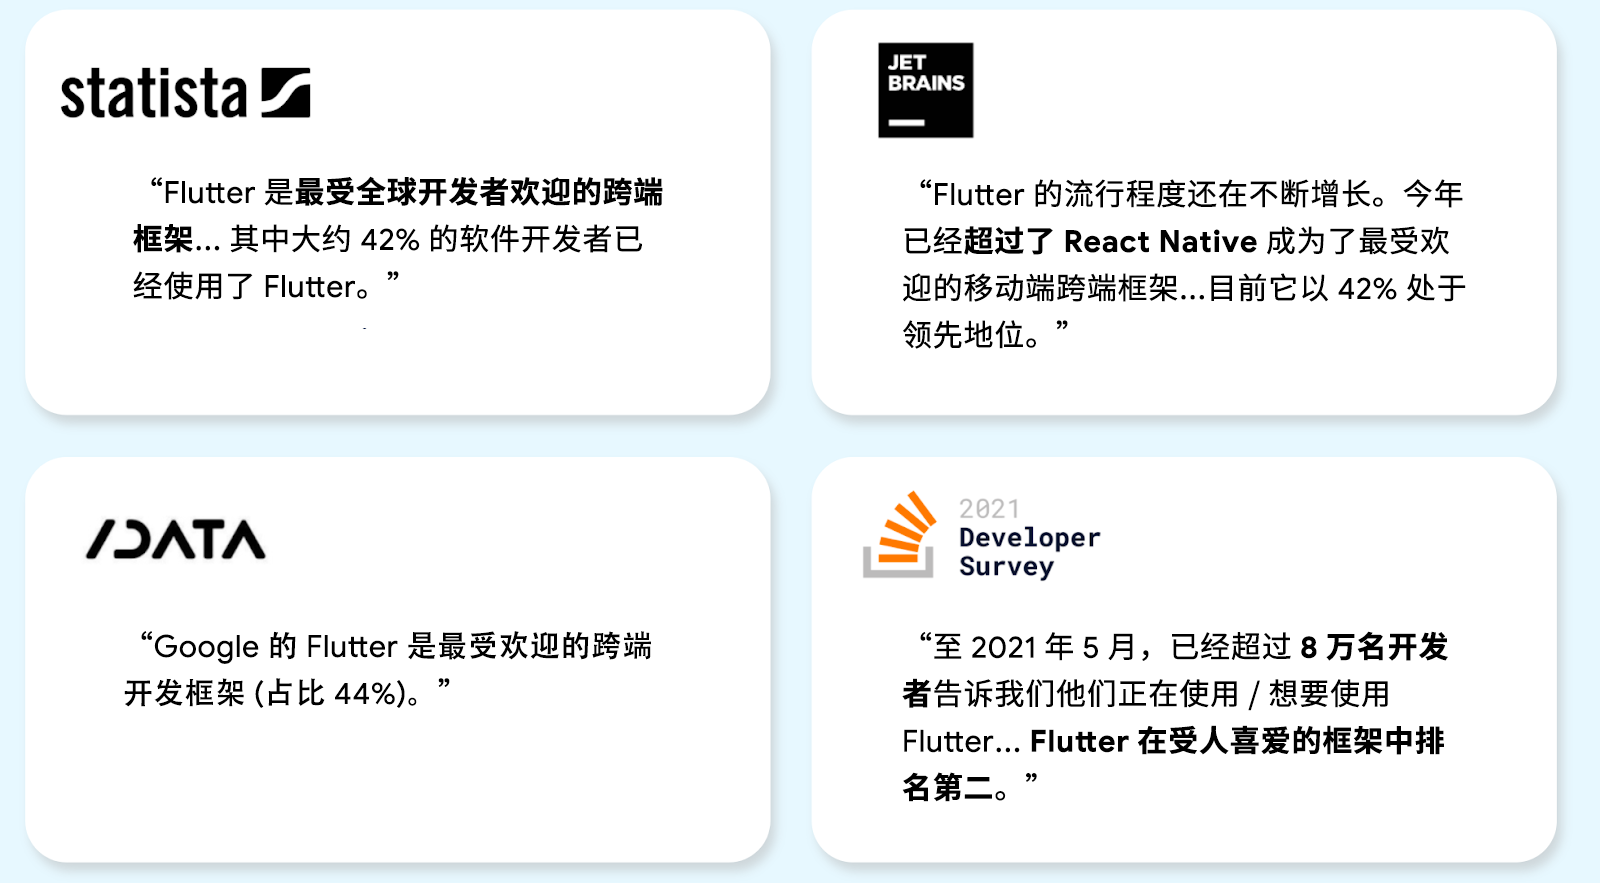 statista
“Flutter 是最受全球开发者欢迎的跨端
框架... 其中大约 42% 的软件开发者已
经使用了 Flutter。”
JET
BRAINS
“Flutter 的流行程度还在不断增长。今年
已经超过了 React Native 成为了最受欢
迎的移动端跨端框架...目前它以 42% 处于
领先地位。”
/DATA
“Google 的 Flutter 是最受欢迎的跨端
开发框架 (占比 44%)。”
2021
Developer
Survey
“至 2021 年 5 月，已经超过 8 万名开发
者告诉我们他们正在使用 / 想要使用
Flutter... Flutter 在受人喜爱的框架中排
名第二。”